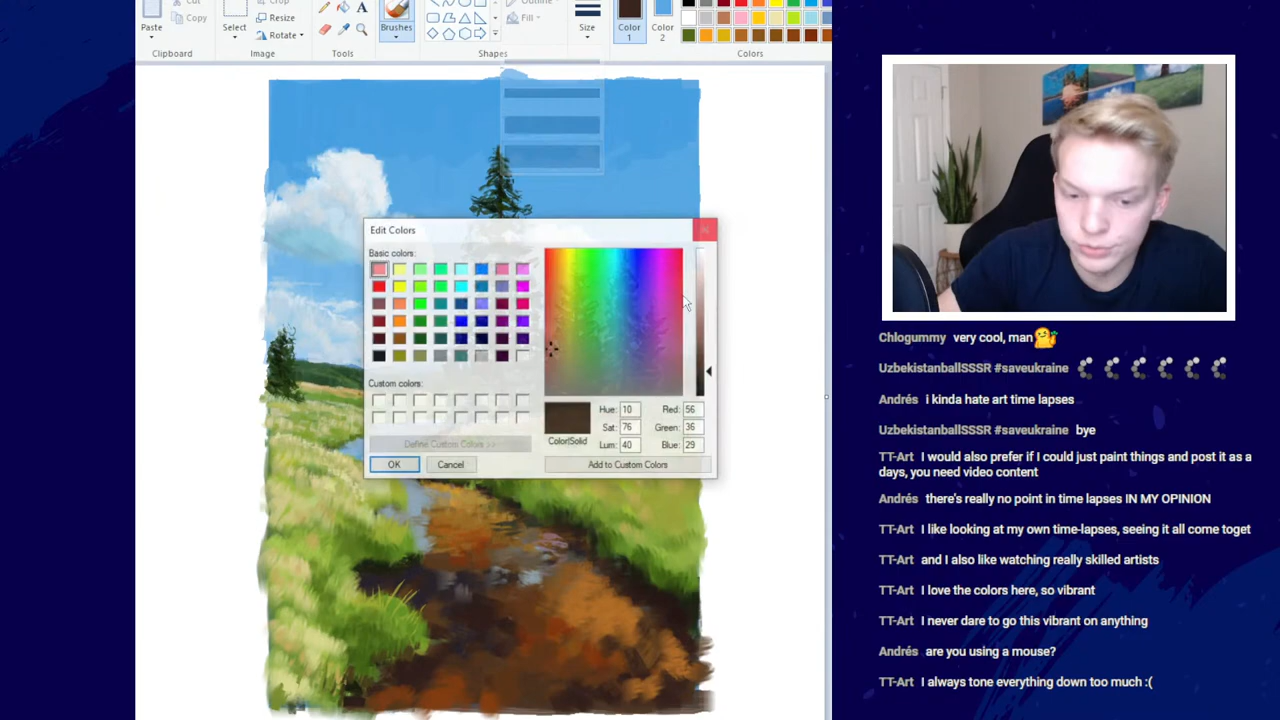 Crop
Cut
Copy
Resize
Rotate
Paste
Select
A
Brushes
Outline
Fill
Size
Color
1
Color
2
Clipboard
Image
Tools
Shapes
Colors
Edit Colors
Basic colors:
Custom colors:
Define Custom Colors >>
OK
Cancel
Color|Solid
Hue: 10
Sat: 76
Lum: 40
Red: 56
Green: 36
Blue: 29
Add to Custom Colors
Chlogummy very cool, man
UzbekistanballSSSR #saveukraine
Andrés i kinda hate art time lapses
UzbekistanballSSSR #saveukraine bye
TT-Art I would also prefer if I could just paint things and post it as a
days, you need video content
Andrés there's really no point in time lapses IN MY OPINION
TT-Art I like looking at my own time-lapses, seeing it all come toget
TT-Art and I also like watching really skilled artists
TT-Art I love the colors here, so vibrant
TT-Art I never dare to go this vibrant on anything
Andrés are you using a mouse?
TT-Art I always tone everything down too much :(